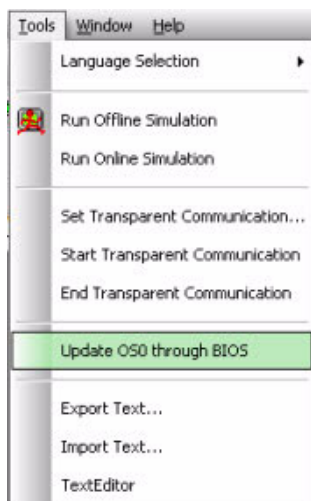 Tools Window Help
Language Selection
Run Offline Simulation
Run Online Simulation
Set Transparent Communication...
Start Transparent Communication
End Transparent Communication
Update OS0 through BIOS
Export Text...
Import Text...
TextEditor